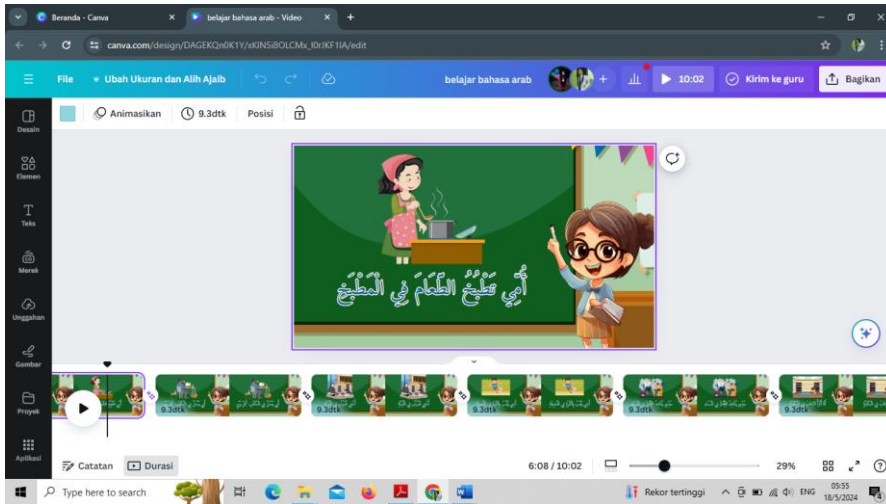 Beranda - Canva
belajar bahasa arab - Video
canva.com/design/DAGEKQn0K1Y/xKINSi8OLCMx_I0rJKF1IA/edit
File Ubah Ukuran dan Alih Ajaib belajar bahasa arab 10:02 Kirim ke guru Bagikan
Animasikan 9.3dtk Posisi
Desain
Elemen
Teks
Merek
Unggahan
Gambar
Proyek
Aplikasi
أُمِّي تَطْبُخُ الطَّعَامَ فِي الْمَطْبَخِ
9.3dtk 9.3dtk 9.3dtk 9.3dtk 9.3dtk
Catatan Durasi 6:08 / 10:02 29%
Type here to search Rekor tertinggi ENG 05:55
18/5/2024